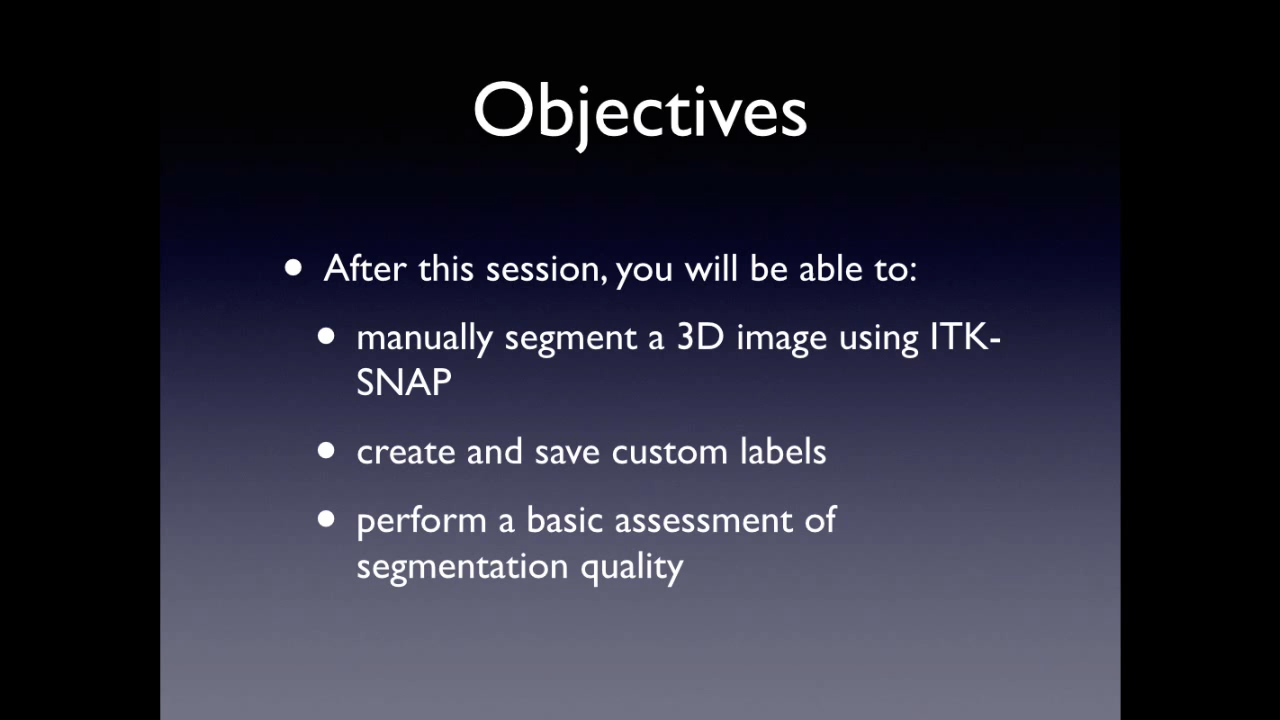 Objectives
• After this session, you will be able to:
• manually segment a 3D image using ITK-
SNAP
• create and save custom labels
• perform a basic assessment of
segmentation quality